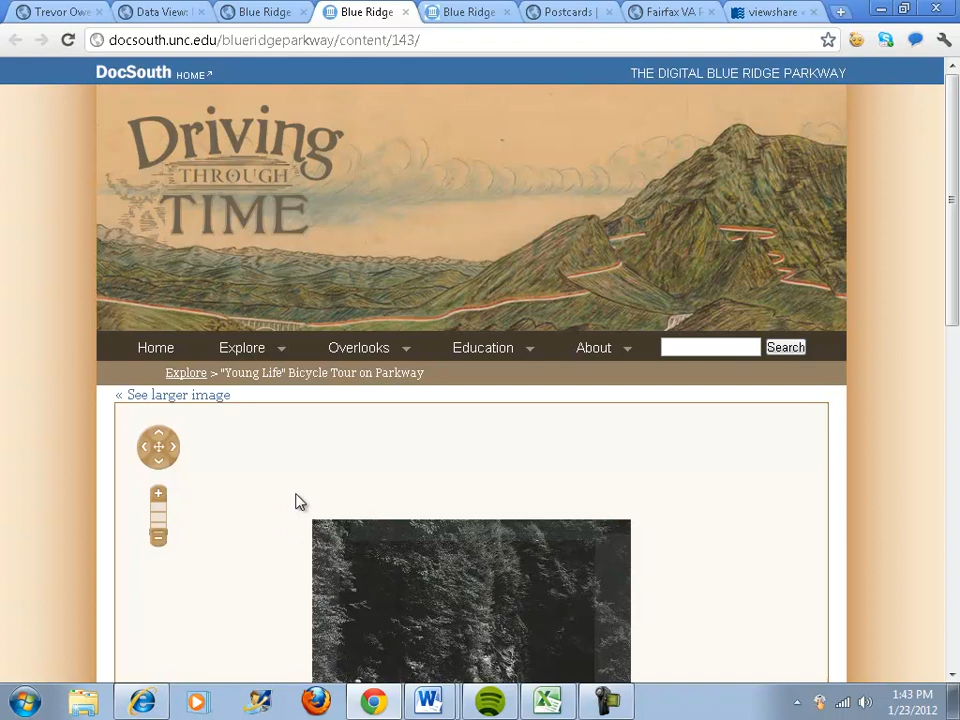 Trevor Owe
Data View:
Blue Ridge
Blue Ridge
Blue Ridge
Postcards |
Fairfax VA P
viewshare
docsouth.unc.edu/blueridgeparkway/content/143/
DocSouth HOME
THE DIGITAL BLUE RIDGE PARKWAY
Driving
THROUGH
TIME
Home
Explore
Overlooks
Education
About
Search
Explore > "Young Life" Bicycle Tour on Parkway
« See larger image
1:43 PM
1/23/2012